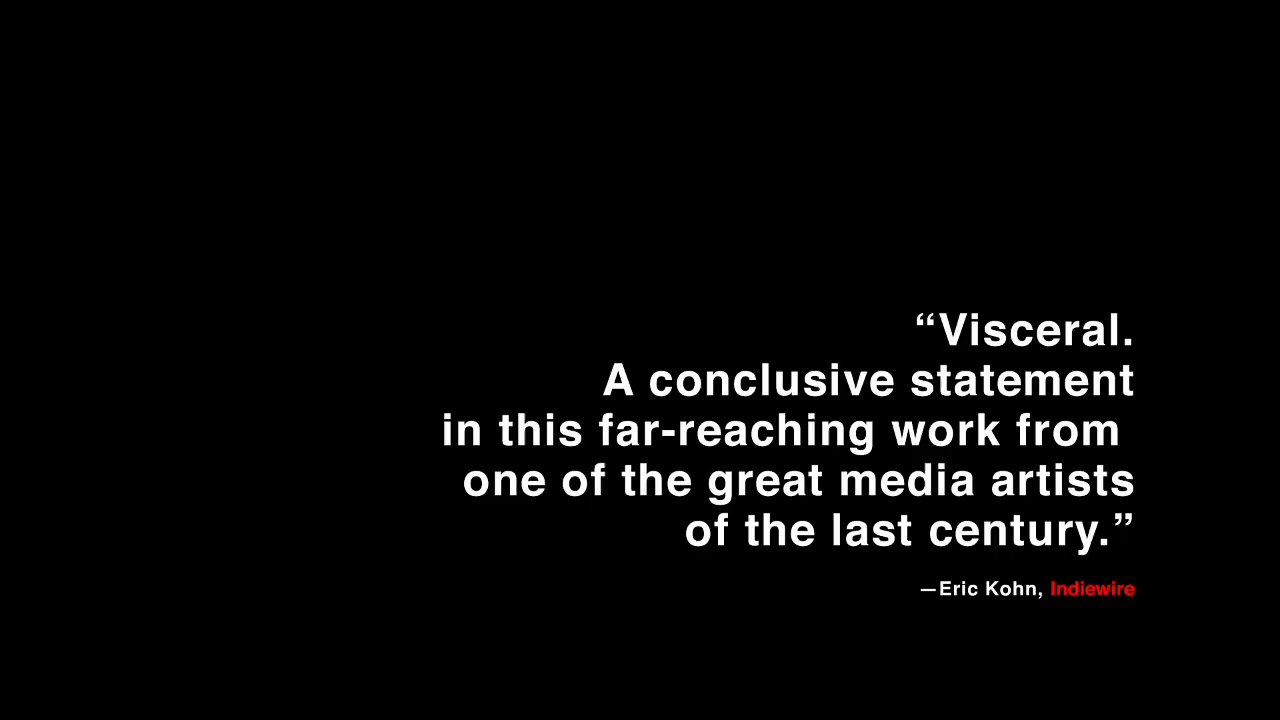 “Visceral.
A conclusive statement
in this far-reaching work from
one of the great media artists
of the last century.”
—Eric Kohn, Indiewire